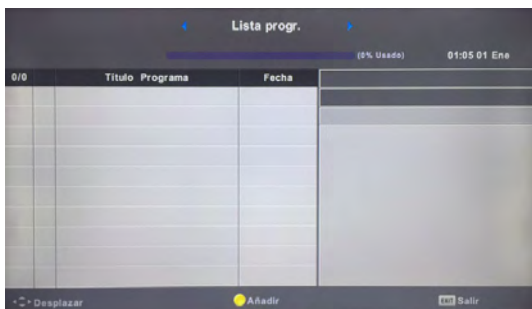 Lista progr.
(0% Usado) 01:05 01 Ene
0/0 Título Programa Fecha
Desplazar Añadir EXIT Salir